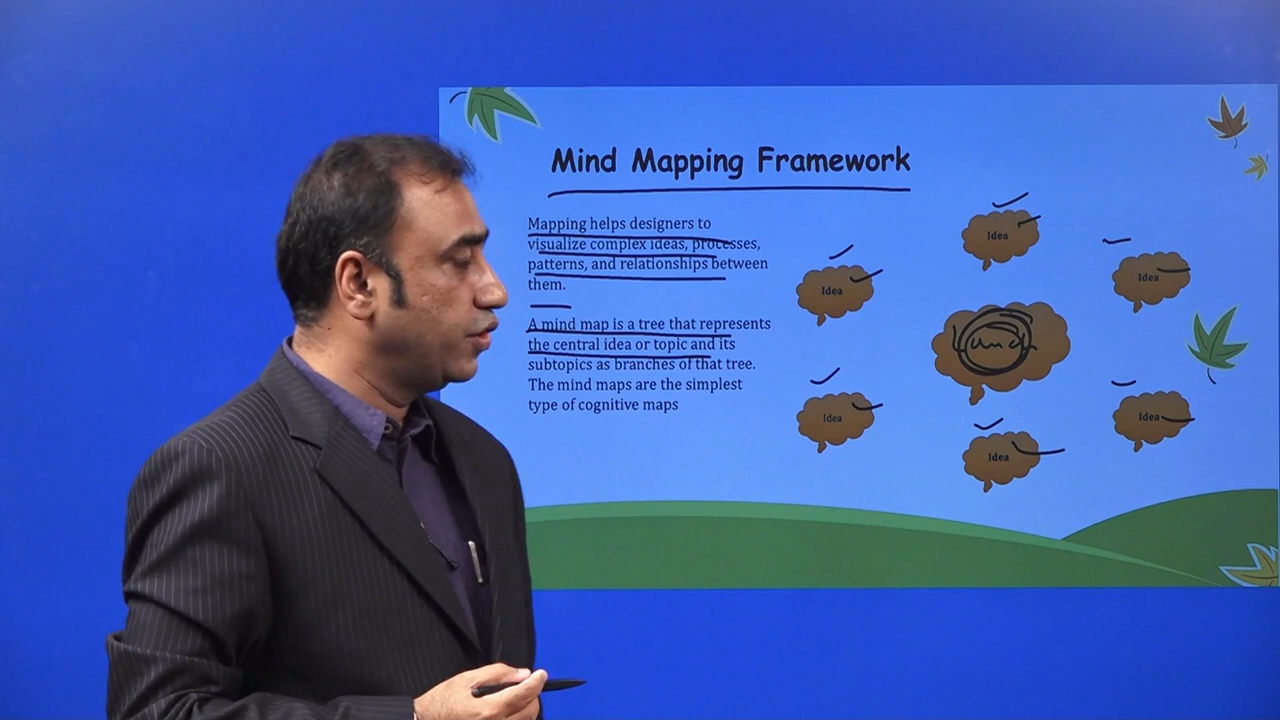 Mind Mapping Framework
Mapping helps designers to
visualize complex ideas, processes,
patterns, and relationships between
them.
A mind map is a tree that represents
the central idea or topic and its
subtopics as branches of that tree.
The mind maps are the simplest
type of cognitive maps
Idea
Idea
Idea
Idea
Idea
Idea